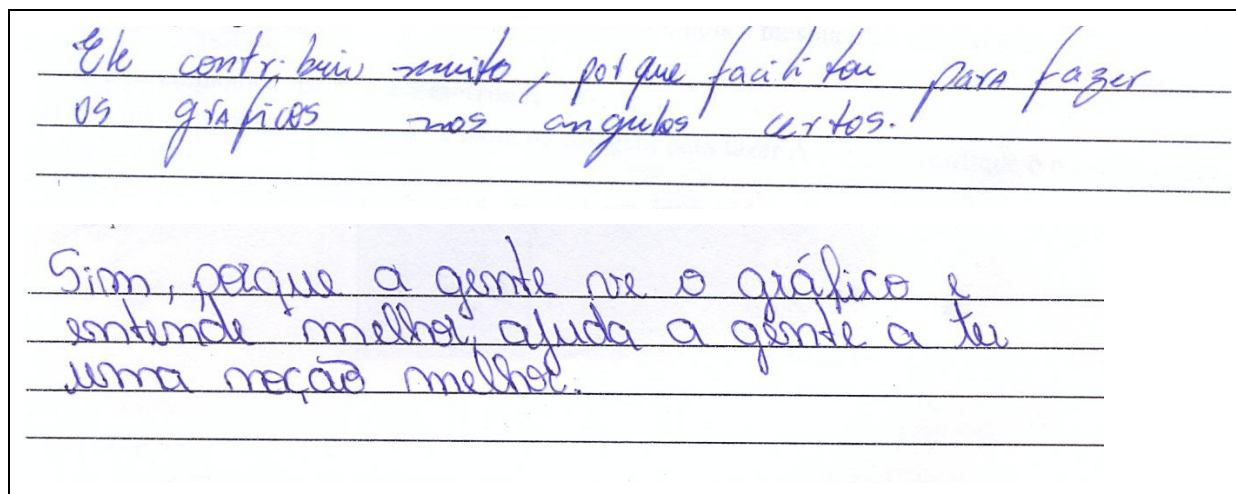 Ele contribuiu muito, porque facilitou para fazer
os gráficos nos angulos certos.
Sim, porque a gente ve o gráfico e
entende melhor, ajuda a gente a ter
uma noção melhor.